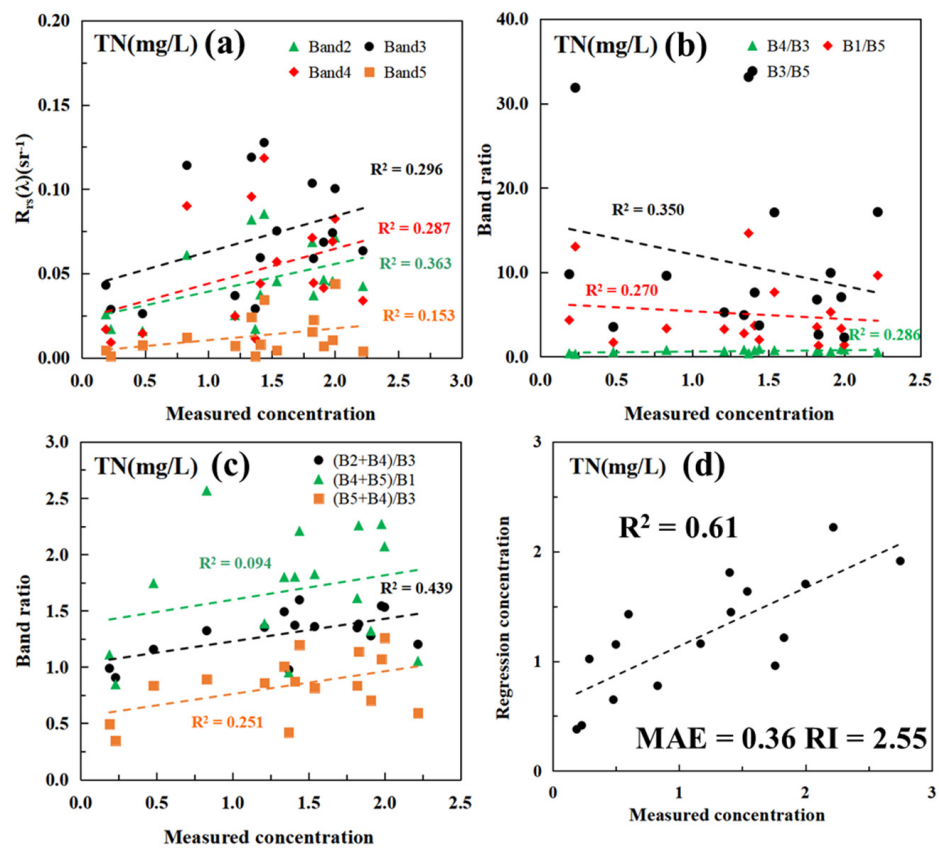 TN(mg/L) (a)
Band2 Band3
Band4 Band5
0.20
0.15
0.10
0.05
0.00
R² = 0.296
R² = 0.287
R² = 0.363
R² = 0.153
0.0 0.5 1.0 1.5 2.0 2.5 3.0
Rrs(λ)(sr⁻¹)
Measured concentration
TN(mg/L) (b)
B4/B3 B1/B5
B3/B5
40.0
30.0
20.0
10.0
0.0
R² = 0.350
R² = 0.270
R² = 0.286
0.0 0.5 1.0 1.5 2.0 2.5
Band ratio
Measured concentration
TN(mg/L) (c)
(B2+B4)/B3
(B4+B5)/B1
(B5+B4)/B3
3.0
2.5
2.0
1.5
1.0
0.5
0.0
R² = 0.094
R² = 0.439
R² = 0.251
0.0 0.5 1.0 1.5 2.0 2.5
Band ratio
Measured concentration
TN(mg/L) (d)
3
2
1
0
R² = 0.61
MAE = 0.36 RI = 2.55
0 1 2 3
Regression concentration
Measured concentration